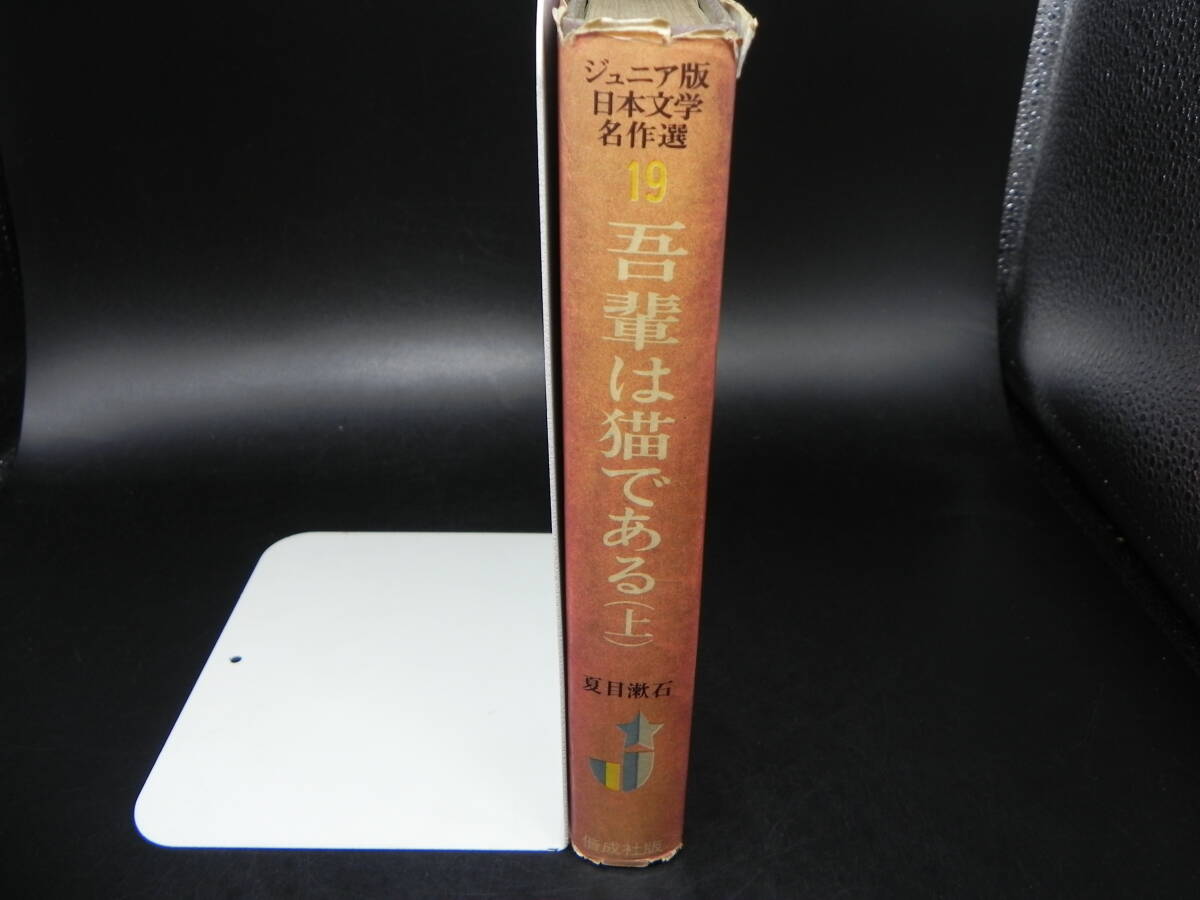 ジュニア版
日本文学
名作選
19
吾輩は猫である(上)
夏目漱石
J
偕成社版